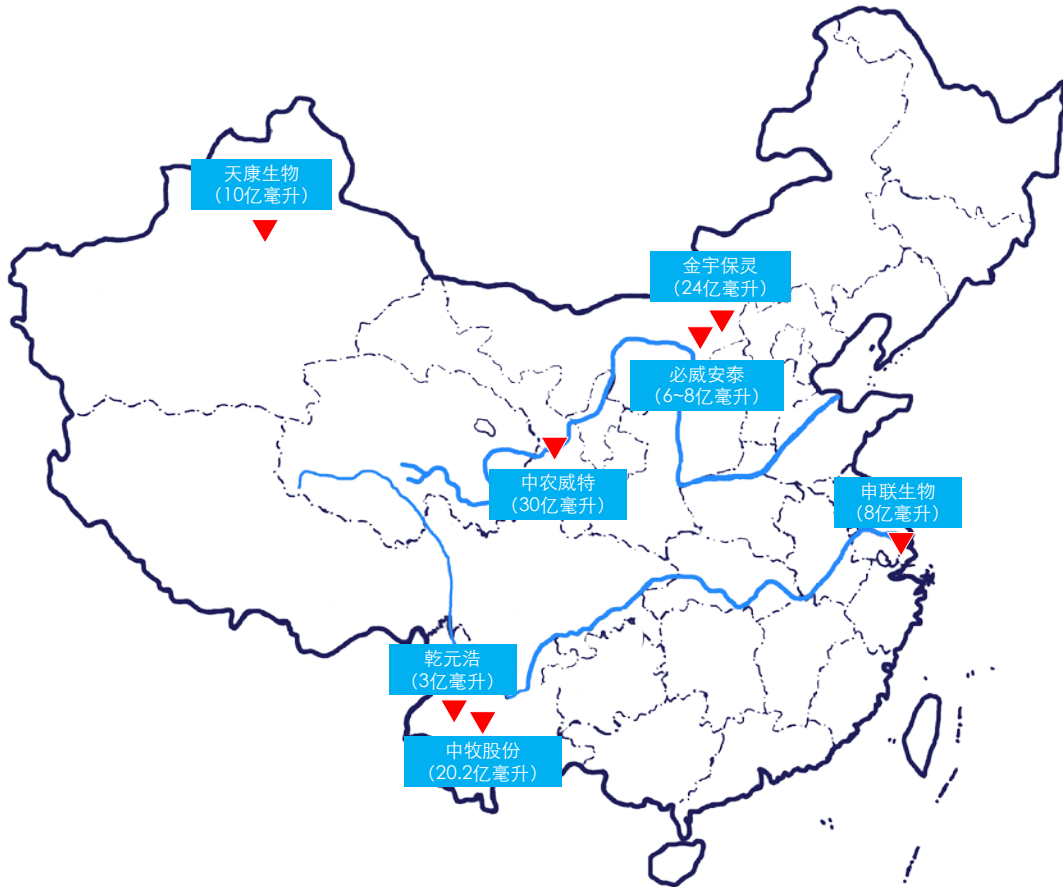 天康生物
（10亿毫升）
金宇保灵
（24亿毫升）
必威安泰
（6~8亿毫升）
中农威特
（30亿毫升）
申联生物
（8亿毫升）
乾元浩
（3亿毫升）
中牧股份
（20.2亿毫升）